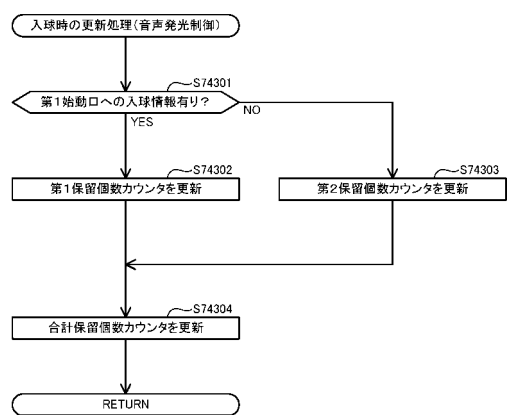 入球時の更新処理(音声発光制御)
S74301
第1始動口への入球情報有り?
NO
YES
S74302
第1保留個数カウンタを更新
S74303
第2保留個数カウンタを更新
S74304
合計保留個数カウンタを更新
RETURN